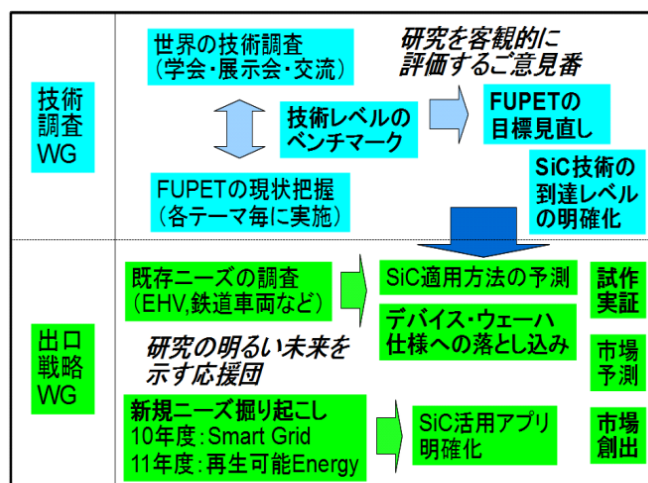 技術
調査
WG
世界の技術調査
（学会・展示会・交流）
技術レベルの
ベンチマーク
FUPETの現状把握
（各テーマ毎に実施）
研究を客観的に
評価するご意見番
FUPETの
目標見直し
SiC技術の
到達レベル
の明確化
出口
戦略
WG
既存ニーズの調査
（EHV,鉄道車両など）
SiC適用方法の予測
デバイス・ウェーハ
仕様への落とし込み
研究の明るい未来を
示す応援団
新規ニーズ掘り起こし
10年度：Smart Grid
11年度：再生可能Energy
SiC活用アプリ
明確化
試作
実証
市場
予測
市場
創出